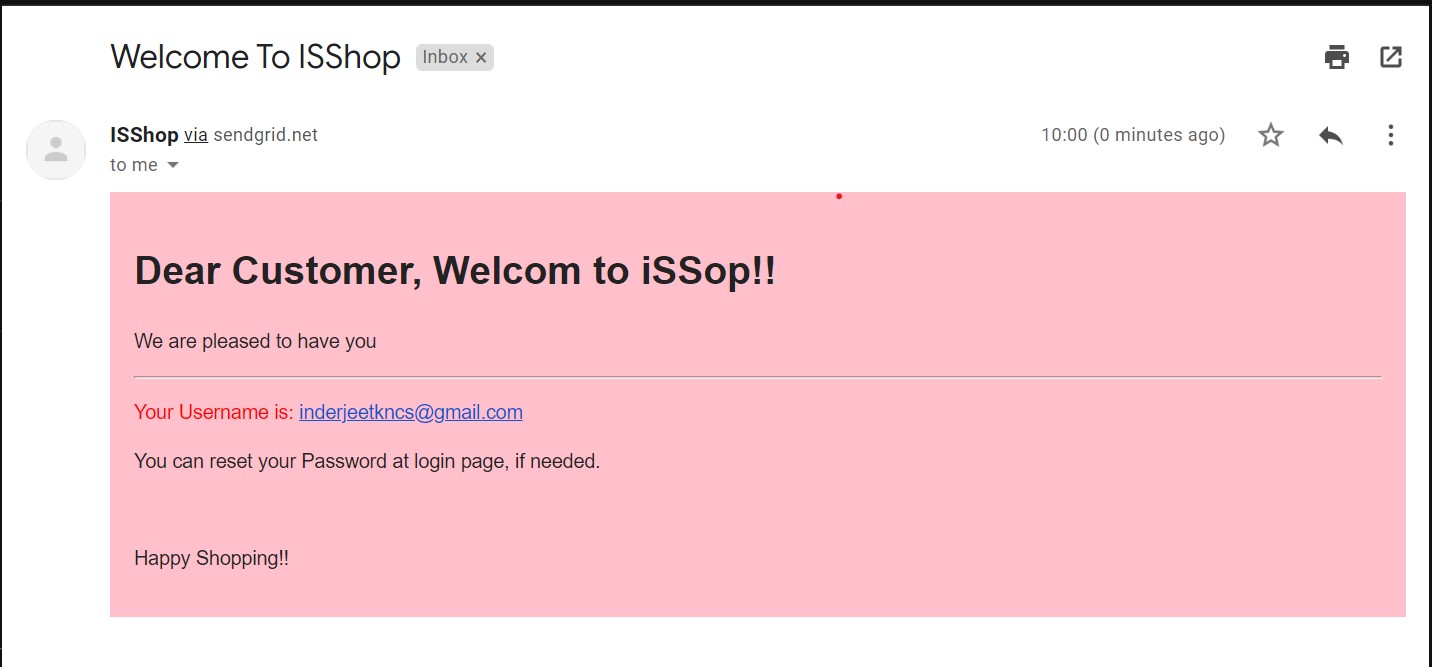 Welcome To ISShop Inbox ×
ISShop via sendgrid.net 10:00 (0 minutes ago)
to me
Dear Customer, Welcom to iSSop!!
We are pleased to have you
Your Username is: inderjeetkncs@gmail.com
You can reset your Password at login page, if needed.
Happy Shopping!!